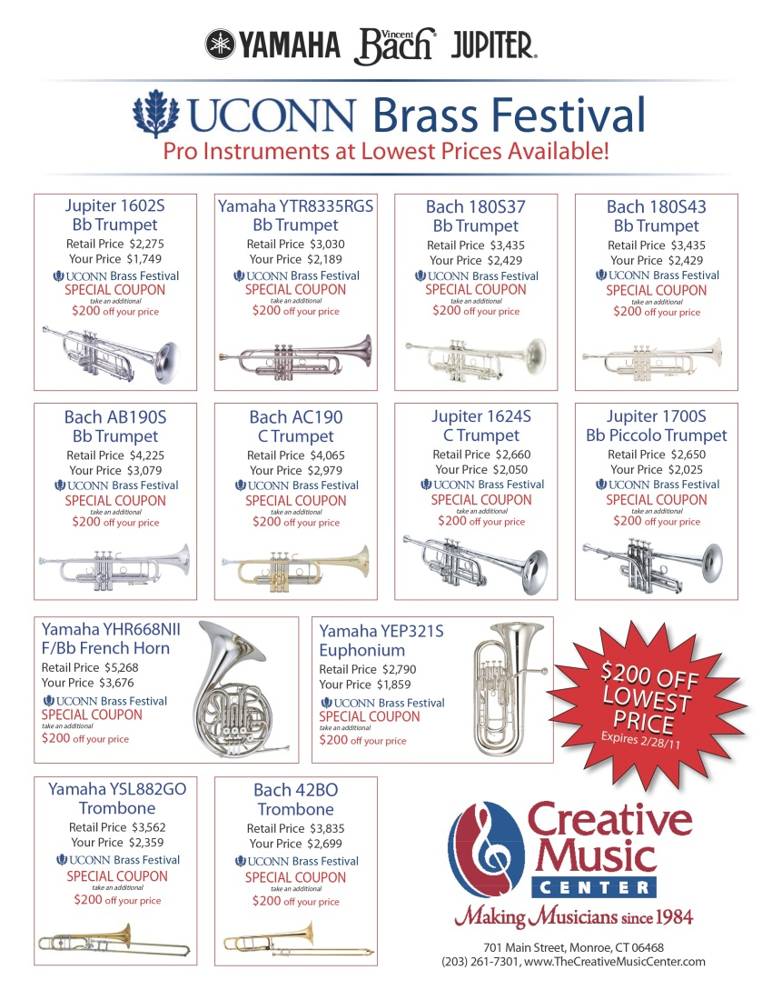 YAMAHA Vincent Bach® JUPITER®
UCONN Brass Festival
Pro Instruments at Lowest Prices Available!
Jupiter 1602S
Bb Trumpet
Retail Price $2,275
Your Price $1,749
UCONN Brass Festival
SPECIAL COUPON
take an additional
$200 off your price
Yamaha YTR8335RGS
Bb Trumpet
Retail Price $3,030
Your Price $2,189
UCONN Brass Festival
SPECIAL COUPON
take an additional
$200 off your price
Bach 180S37
Bb Trumpet
Retail Price $3,435
Your Price $2,429
UCONN Brass Festival
SPECIAL COUPON
take an additional
$200 off your price
Bach 180S43
Bb Trumpet
Retail Price $3,435
Your Price $2,429
UCONN Brass Festival
SPECIAL COUPON
take an additional
$200 off your price
Bach AB190S
Bb Trumpet
Retail Price $4,225
Your Price $3,079
UCONN Brass Festival
SPECIAL COUPON
take an additional
$200 off your price
Bach AC190
C Trumpet
Retail Price $4,065
Your Price $2,979
UCONN Brass Festival
SPECIAL COUPON
take an additional
$200 off your price
Jupiter 1624S
C Trumpet
Retail Price $2,660
Your Price $2,050
UCONN Brass Festival
SPECIAL COUPON
take an additional
$200 off your price
Jupiter 1700S
Bb Piccolo Trumpet
Retail Price $2,650
Your Price $2,025
UCONN Brass Festival
SPECIAL COUPON
take an additional
$200 off your price
Yamaha YHR668NII
F/Bb French Horn
Retail Price $5,268
Your Price $3,676
UCONN Brass Festival
SPECIAL COUPON
take an additional
$200 off your price
Yamaha YEP321S
Euphonium
Retail Price $2,790
Your Price $1,859
UCONN Brass Festival
SPECIAL COUPON
take an additional
$200 off your price
$200 OFF
LOWEST
PRICE
Expires 2/28/11
Yamaha YSL882GO
Trombone
Retail Price $3,562
Your Price $2,359
UCONN Brass Festival
SPECIAL COUPON
take an additional
$200 off your price
Bach 42BO
Trombone
Retail Price $3,835
Your Price $2,699
UCONN Brass Festival
SPECIAL COUPON
take an additional
$200 off your price
Creative
Music
CENTER
Making Musicians since 1984
701 Main Street, Monroe, CT 06468
(203) 261-7301, www.TheCreativeMusicCenter.com